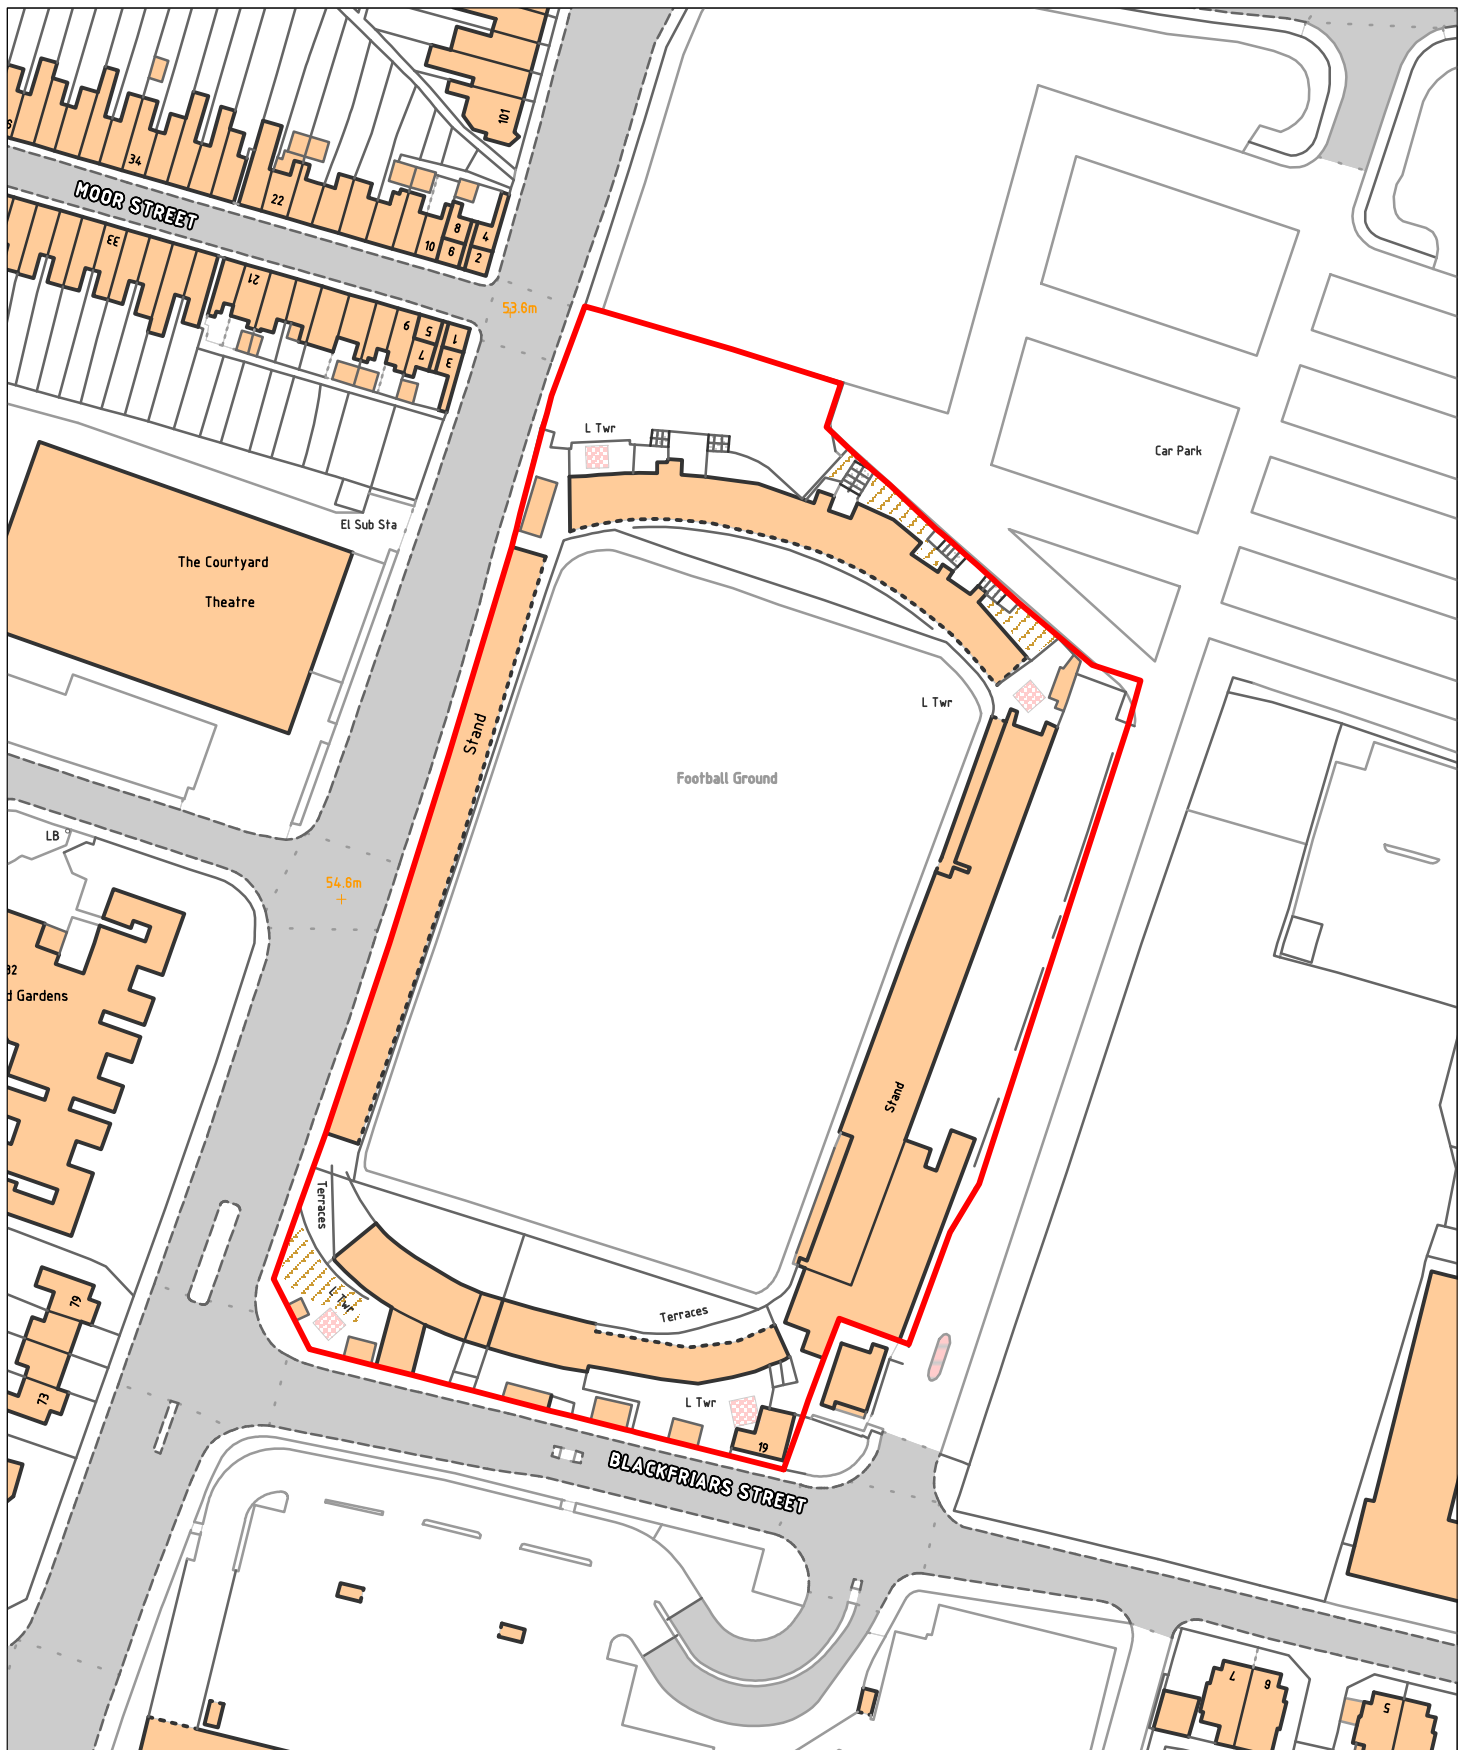 101
34
22
MOOR STREET
8
4
10
6
2
33
21
53.6m
9
5
1
7
3
L Twr
Car Park
El Sub Sta
The Courtyard
Theatre
L Twr
Stand
Football Ground
LB
54.6m
32
d Gardens
Stand
Terraces
79
L Twr
Terraces
73
L Twr
19
BLACKFRIARS STREET
7
6
5